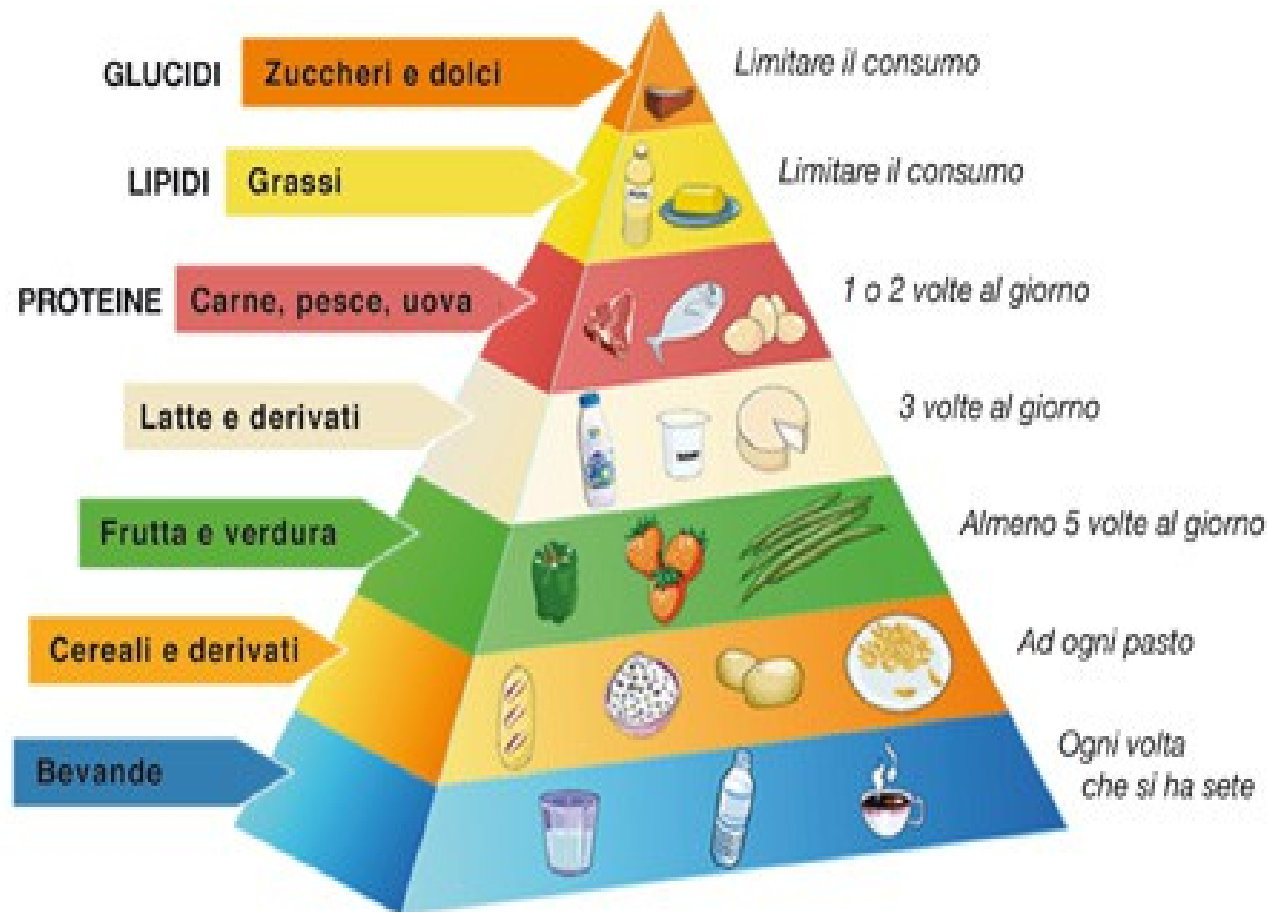 GLUCIDI Zuccheri e dolci Limitare il consumo
LIPIDI Grassi Limitare il consumo
PROTEINE Carne, pesce, uova 1 o 2 volte al giorno
Latte e derivati 3 volte al giorno
Frutta e verdura Almeno 5 volte al giorno
Cereali e derivati Ad ogni pasto
Bevande Ogni volta
che si ha sete